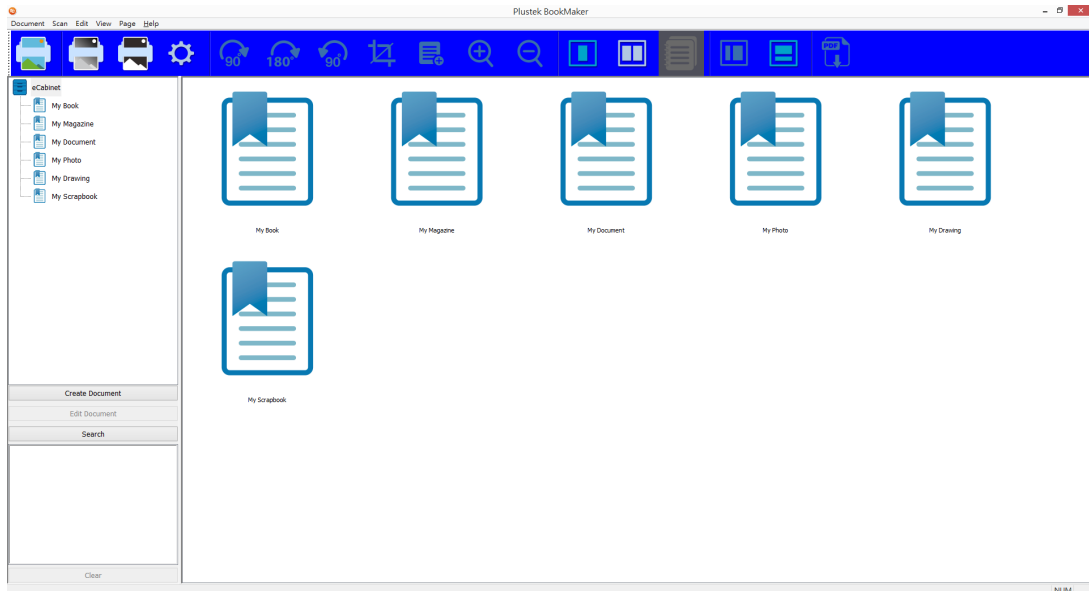 Plustek BookMaker
Document Scan Edit View Page Help
90° 180° 90° PDF
eCabinet
My Book
My Magazine
My Document
My Photo
My Drawing
My Scrapbook
Create Document
Edit Document
Search
Clear
My Book My Magazine My Document My Photo My Drawing
My Scrapbook
NUM